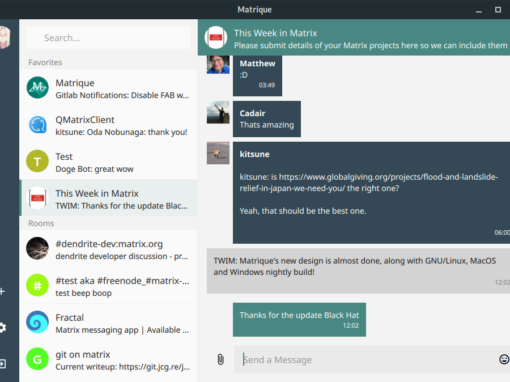 Matrique
Search...
Favorites
Matrique
Gitlab Notifications: Disable FAB w...
QMatrixClient
kitsune: Oda Nobunaga: thank you!
T
Test
Doge Bot: great wow
This Week in Matrix
TWIM: Thanks for the update Blac...
Rooms
#dendrite-dev:matrix.org
dendrite developer discussion - pr...
#
#test aka #freenode_#matrix-...
test beep boop
Fractal
Matrix messaging app | Available ...
G
git on matrix
Current writeup: https://git.jcg.re/j...
This Week in Matrix
Please submit details of your Matrix projects here so we can include them
Matthew
:D
03:49
Cadair
Thats amazing
kitsune
kitsune: is https://www.globalgiving.org/projects/flood-and-landslide-
relief-in-japan-we-need-you/ the right one?
Yeah, that should be the best one.
06:00
TWIM: Matrique's new design is almost done, along with GNU/Linux, MacOS
and Windows nightly build!
12:02
Thanks for the update Black Hat
12:02
Send a Message